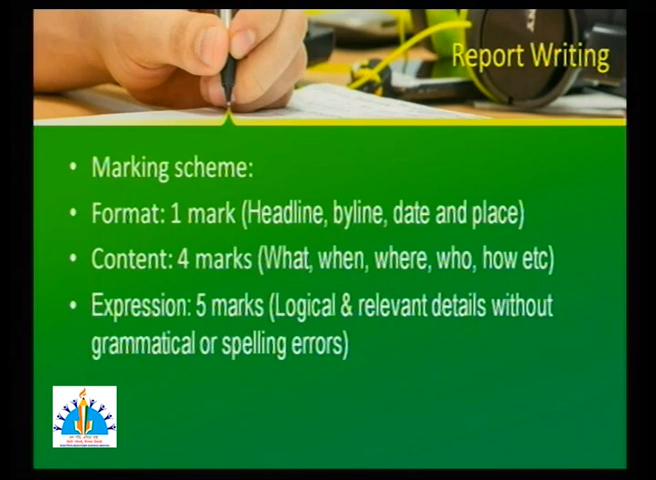 Report Writing
• Marking scheme:
• Format: 1 mark (Headline, byline, date and place)
• Content: 4 marks (What, when, where, who, how etc)
• Expression: 5 marks (Logical & relevant details without
grammatical or spelling errors)